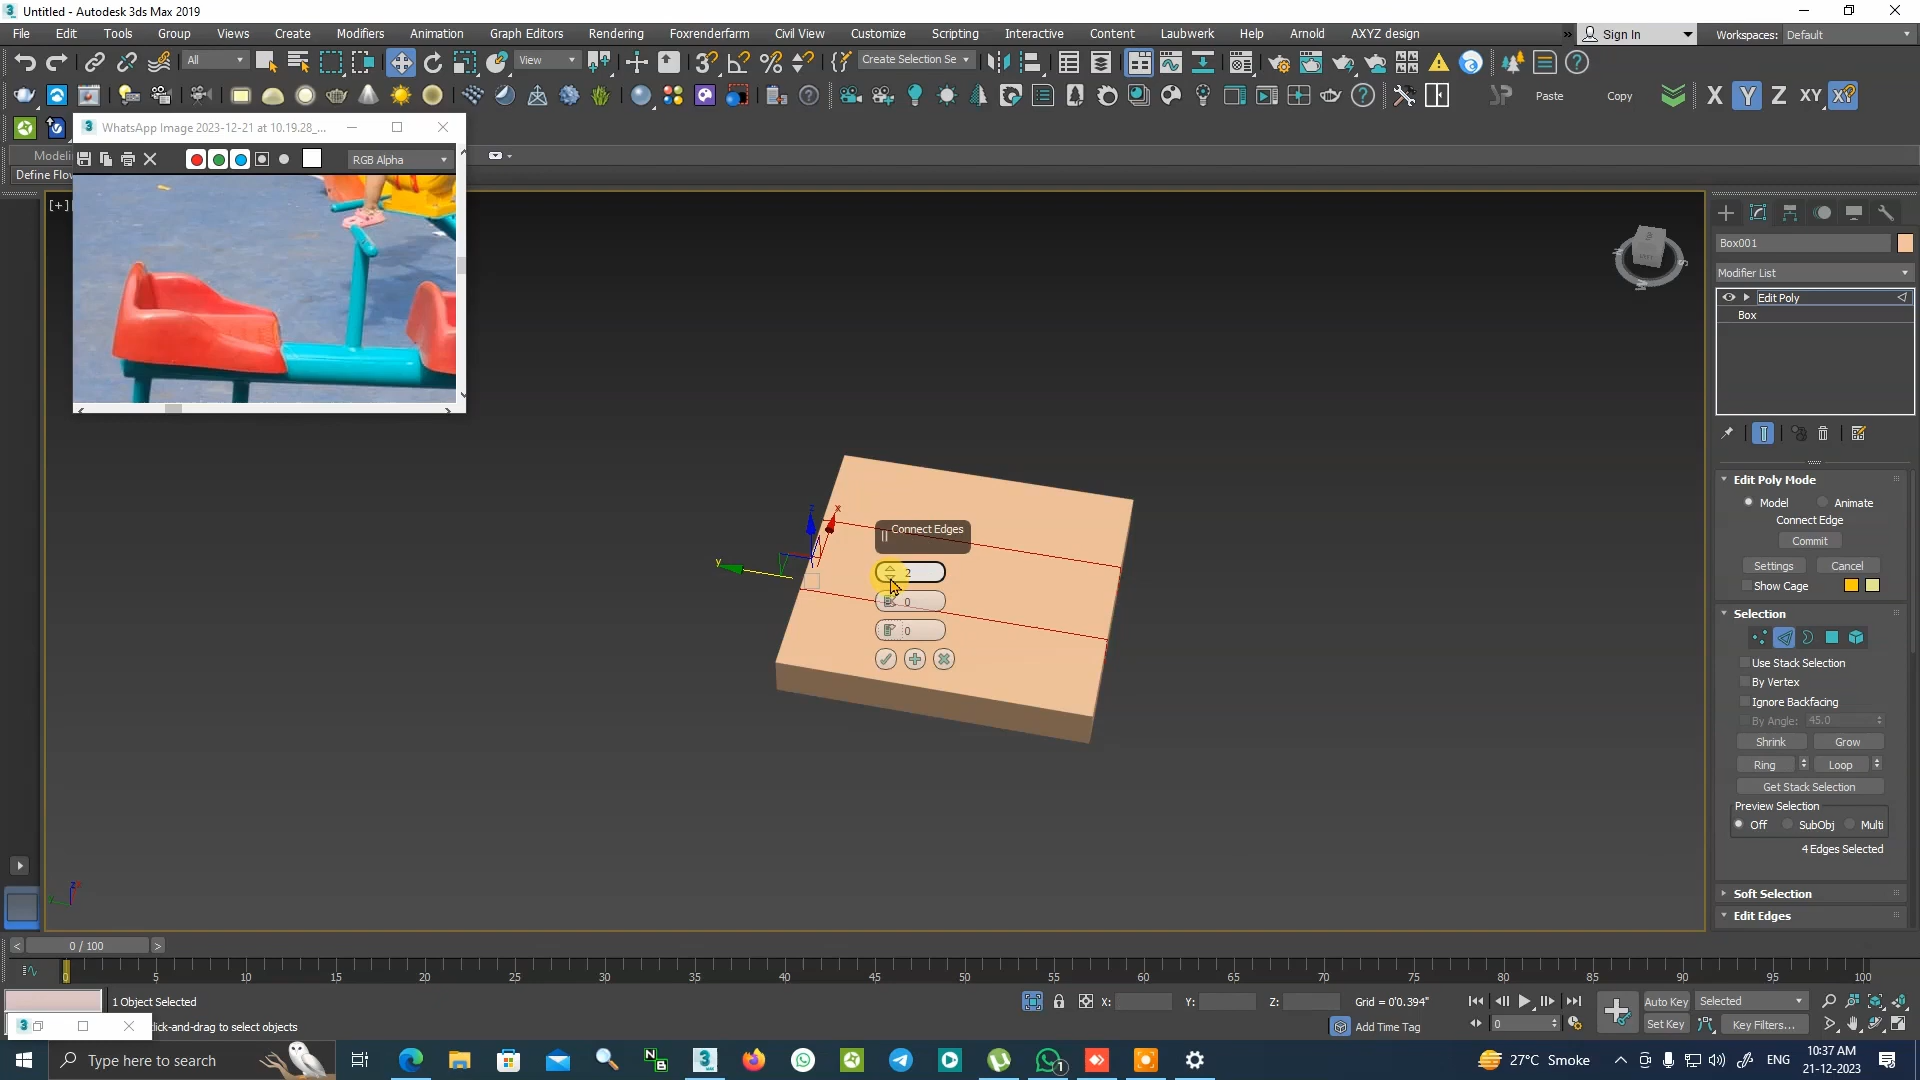 Untitled - Autodesk 3ds Max 2019
File Edit Tools Group Views Create Modifiers Animation Graph Editors Rendering Foxrenderfarm Civil View Customize Scripting Interactive Content Laubwerk Help Arnold AXYZ design
Sign In
Workspaces: Default
All
View
Create Selection Se
Paste Copy X Y Z XY XY
WhatsApp Image 2023-12-21 at 10.19.28_...
RGB Alpha
Modeli
Define Flow
[+]
Box001
Modifier List
Edit Poly
Box
Connect Edges
2
0
0
x
y
z
Edit Poly Mode
Model Animate
Connect Edge
Commit
Settings Cancel
Show Cage
Selection
Use Stack Selection
By Vertex
Ignore Backfacing
By Angle: 45.0
Shrink Grow
Ring Loop
Get Stack Selection
Preview Selection
Off SubObj Multi
4 Edges Selected
Soft Selection
Edit Edges
< 0 / 100 >
0 5 10 15 20 25 30 35 40 45 50 55 60 65 70 75 80 85 90 95 100
1 Object Selected
X: Y: Z: Grid = 0'0.394"
Auto Key Selected
click-and-drag to select objects
Add Time Tag
0
Set Key Key Filters...
Type here to search
27°C Smoke
ENG
10:37 AM
21-12-2023